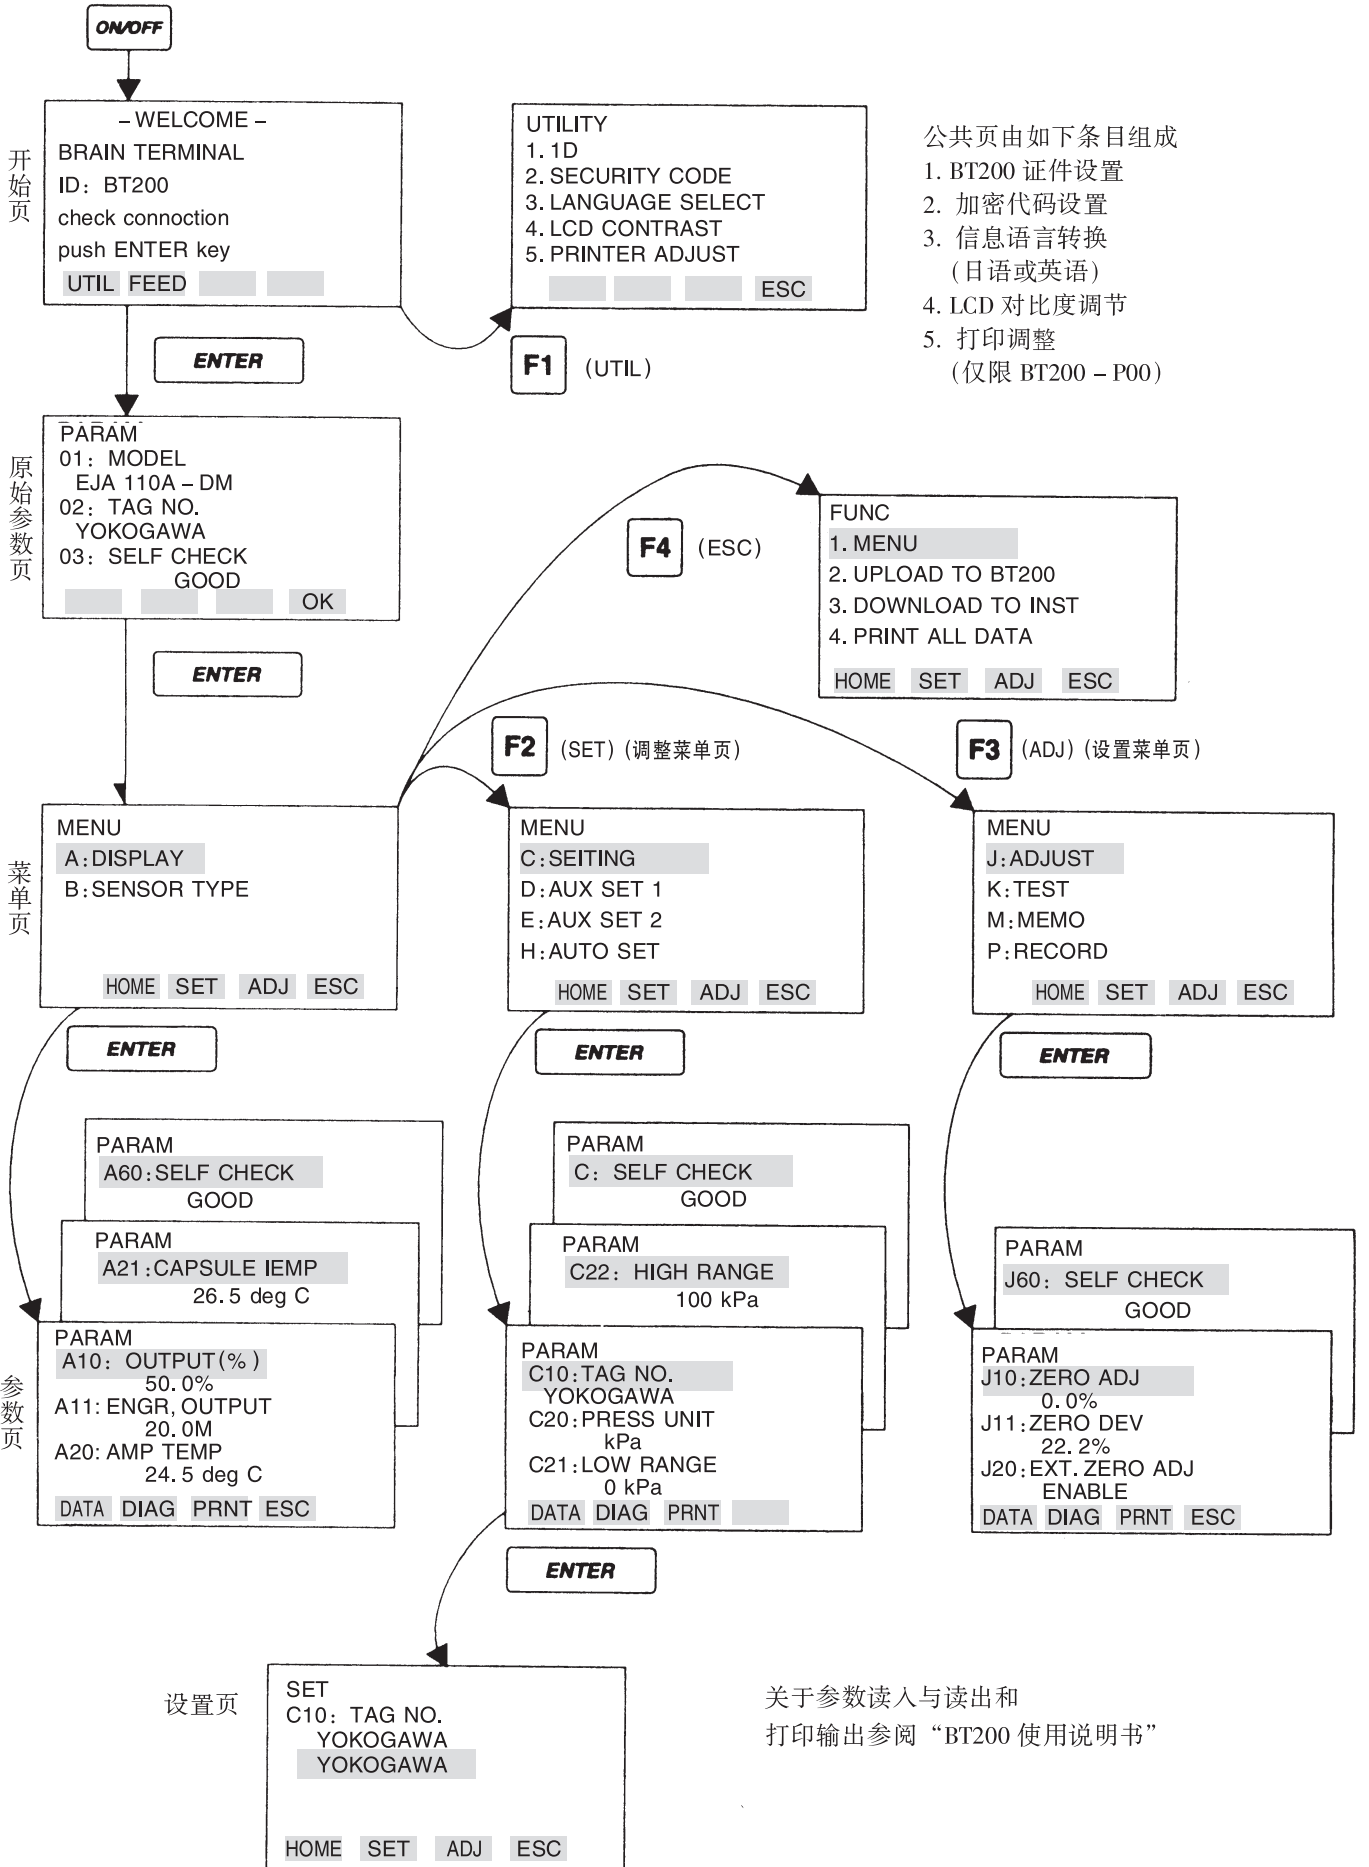 ON/OFF
开始页
– WELCOME –
BRAIN TERMINAL
ID: BT200
check connoction
push ENTER key
UTIL FEED
UTILITY
1. 1D
2. SECURITY CODE
3. LANGUAGE SELECT
4. LCD CONTRAST
5. PRINTER ADJUST
ESC
公共页由如下条目组成
1. BT200 证件设置
2. 加密代码设置
3. 信息语言转换
(日语或英语)
4. LCD 对比度调节
5. 打印调整
(仅限 BT200 – P00)
ENTER
F1 (UTIL)
原始参数页
PARAM
01: MODEL
EJA 110A – DM
02: TAG NO.
YOKOGAWA
03: SELF CHECK
GOOD
OK
ENTER
F4 (ESC)
FUNC
1. MENU
2. UPLOAD TO BT200
3. DOWNLOAD TO INST
4. PRINT ALL DATA
HOME SET ADJ ESC
F2 (SET) (调整菜单页)
F3 (ADJ) (设置菜单页)
菜单页
MENU
A:DISPLAY
B:SENSOR TYPE
HOME SET ADJ ESC
MENU
C:SEITING
D:AUX SET 1
E:AUX SET 2
H:AUTO SET
HOME SET ADJ ESC
MENU
J:ADJUST
K:TEST
M:MEMO
P:RECORD
HOME SET ADJ ESC
ENTER
ENTER
ENTER
参数页
PARAM
A60:SELF CHECK
GOOD
PARAM
A21:CAPSULE IEMP
26.5 deg C
PARAM
A10: OUTPUT(%)
50.0%
A11: ENGR, OUTPUT
20.0M
A20: AMP TEMP
24.5 deg C
DATA DIAG PRNT ESC
PARAM
C: SELF CHECK
GOOD
PARAM
C22: HIGH RANGE
100 kPa
PARAM
C10:TAG NO.
YOKOGAWA
C20:PRESS UNIT
kPa
C21:LOW RANGE
0 kPa
DATA DIAG PRNT
PARAM
J60: SELF CHECK
GOOD
PARAM
J10:ZERO ADJ
0.0%
J11:ZERO DEV
22.2%
J20:EXT. ZERO ADJ
ENABLE
DATA DIAG PRNT ESC
ENTER
设置页
SET
C10: TAG NO.
YOKOGAWA
YOKOGAWA
HOME SET ADJ ESC
关于参数读入与读出和
打印输出参阅“BT200 使用说明书”